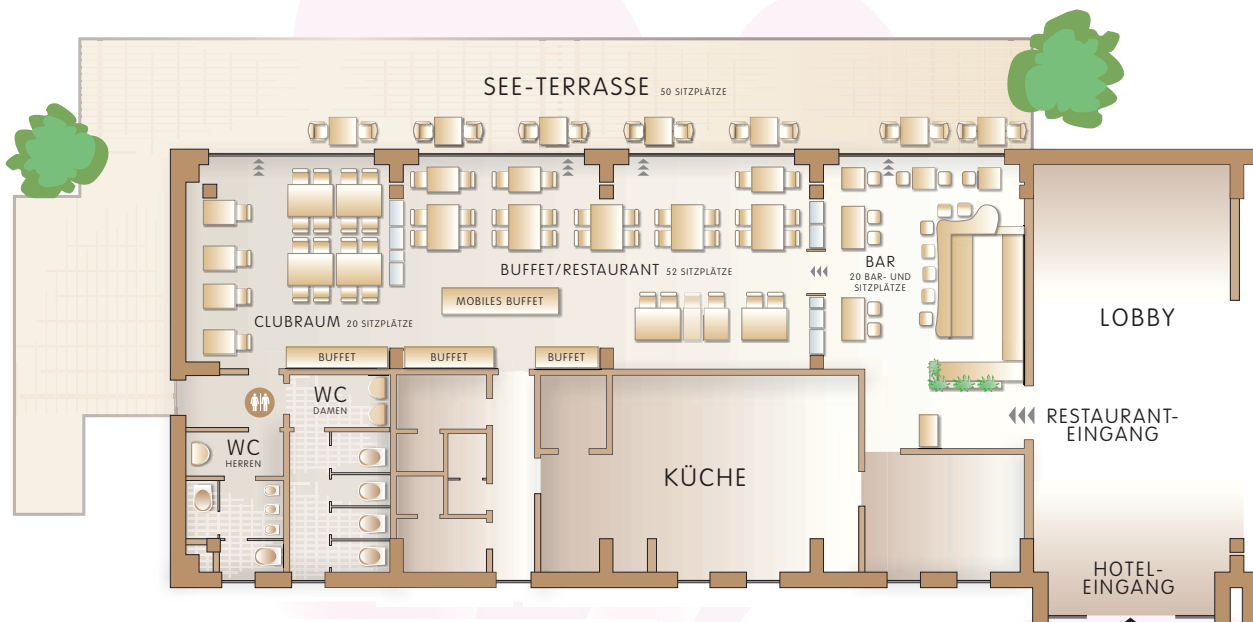 SEE-TERRASSE 50 SITZPLÄTZE
BUFFET/RESTAURANT 52 SITZPLÄTZE
BAR
20 BAR- UND
SITZPLÄTZE
MOBILES BUFFET
CLUBRAUM 20 SITZPLÄTZE
LOBBY
BUFFET
BUFFET
BUFFET
WC
DAMEN
RESTAURANT-
EINGANG
WC
HERREN
KÜCHE
HOTEL-
EINGANG